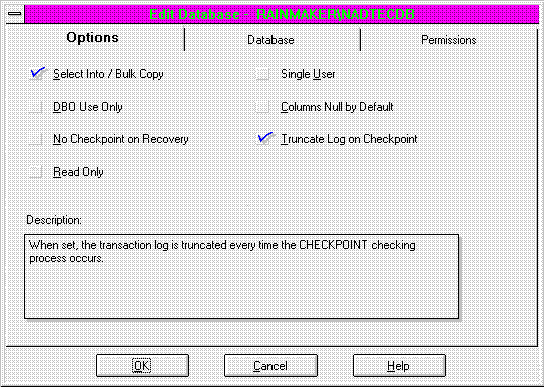 Edit Database - RAINMAKER\NADTECDB
Options
Database
Permissions
Select Into / Bulk Copy
Single User
DBO Use Only
Columns Null by Default
No Checkpoint on Recovery
Truncate Log on Checkpoint
Read Only
Description:
When set, the transaction log is truncated every time the CHECKPOINT checking
process occurs.
OK
Cancel
Help